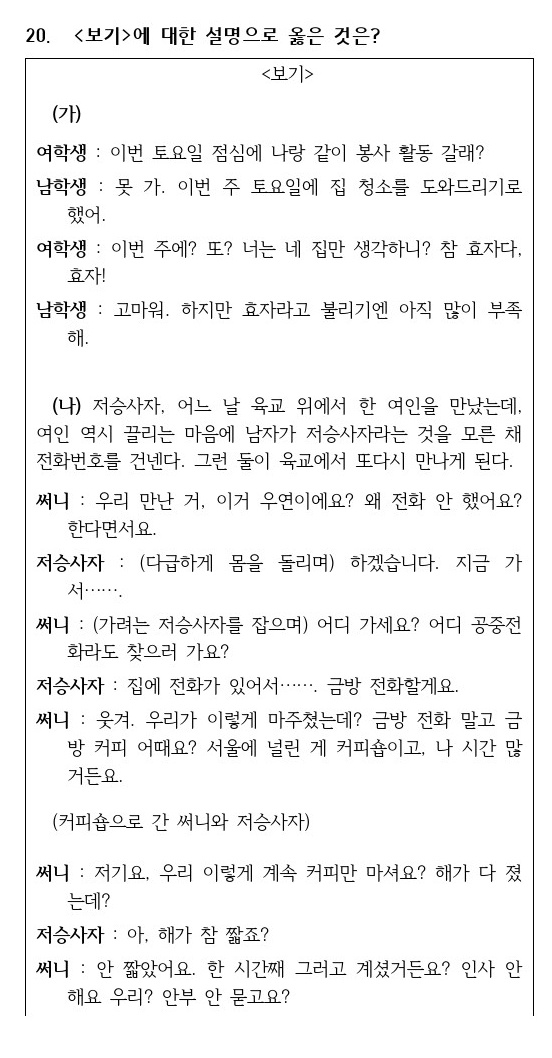 20. <보기>에 대한 설명으로 옳은 것은?
<보기>
(가)
여학생 : 이번 토요일 점심에 나랑 같이 봉사 활동 갈래?
남학생 : 못 가. 이번 주 토요일에 집 청소를 도와드리기로
했어.
여학생 : 이번 주에? 또? 너는 네 집만 생각하니? 참 효자다,
효자!
남학생 : 고마워. 하지만 효자라고 불리기엔 아직 많이 부족
해.
(나) 저승사자, 어느 날 육교 위에서 한 여인을 만났는데,
여인 역시 끌리는 마음에 남자가 저승사자라는 것을 모른 채
전화번호를 건넨다. 그런 둘이 육교에서 또다시 만나게 된다.
써니 : 우리 만난 거, 이거 우연이에요? 왜 전화 안 했어요?
한다면서요.
저승사자 : (다급하게 몸을 돌리며) 하겠습니다. 지금 가
서…….
써니 : (가려는 저승사자를 잡으며) 어디 가세요? 어디 공중전
화라도 찾으러 가요?
저승사자 : 집에 전화가 있어서……. 금방 전화할게요.
써니 : 웃겨. 우리가 이렇게 마주쳤는데? 금방 전화 말고 금
방 커피 어때요? 서울에 널린 게 커피숍이고, 나 시간 많
거든요.
(커피숍으로 간 써니와 저승사자)
써니 : 저기요, 우리 이렇게 계속 커피만 마셔요? 해가 다 졌
는데?
저승사자 : 아, 해가 참 짧죠?
써니 : 안 짧았어요. 한 시간째 그러고 계셨거든요? 인사 안
해요 우리? 안부 안 묻고요?